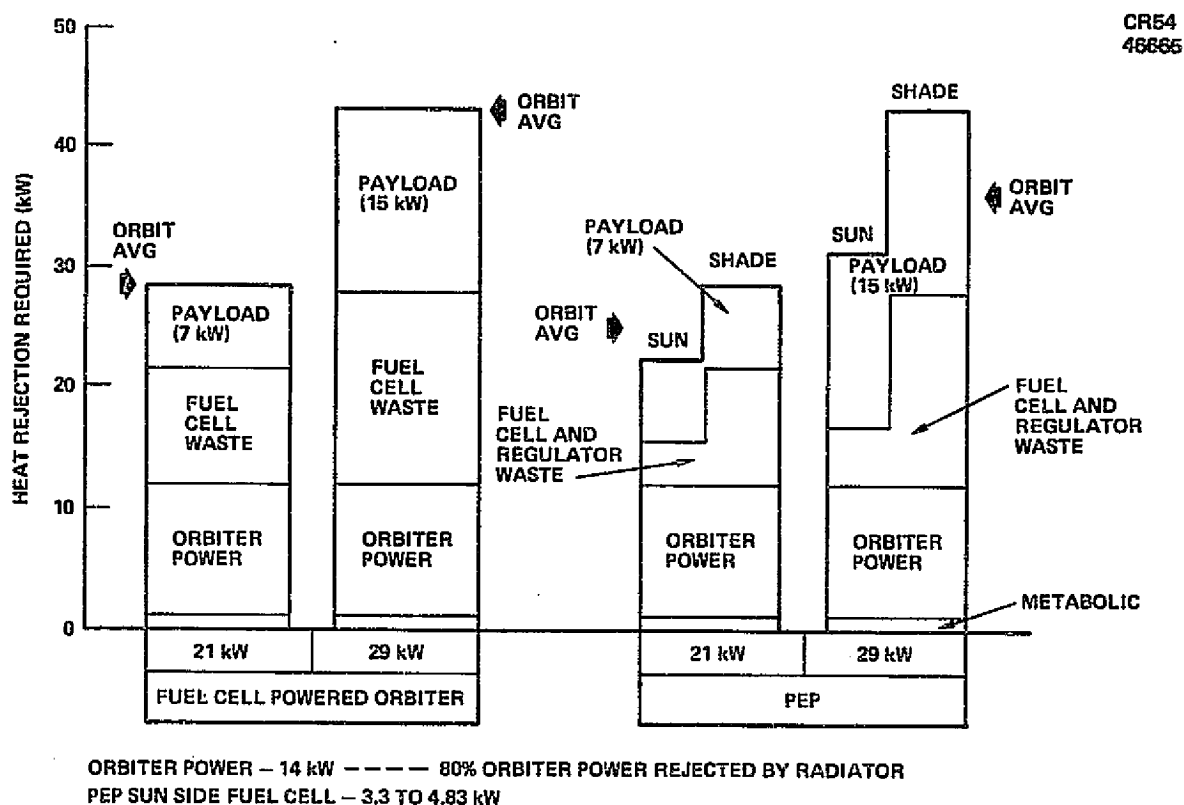 CR54
46665
50
40
30
20
10
0
HEAT REJECTION REQUIRED (kW)
ORBIT
AVG
PAYLOAD
(7 kW)
FUEL
CELL
WASTE
ORBITER
POWER
ORBIT
AVG
PAYLOAD
(15 kW)
FUEL
CELL
WASTE
ORBITER
POWER
ORBIT
AVG
SUN
PAYLOAD
(7 kW)
SHADE
FUEL
CELL AND
REGULATOR
WASTE
ORBITER
POWER
SUN
SHADE
PAYLOAD
(15 kW)
ORBIT
AVG
FUEL
CELL AND
REGULATOR
WASTE
ORBITER
POWER
METABOLIC
21 kW
29 kW
21 kW
29 kW
FUEL CELL POWERED ORBITER
PEP
ORBITER POWER – 14 kW – – – – 80% ORBITER POWER REJECTED BY RADIATOR
PEP SUN SIDE FUEL CELL – 3.3 TO 4.83 kW